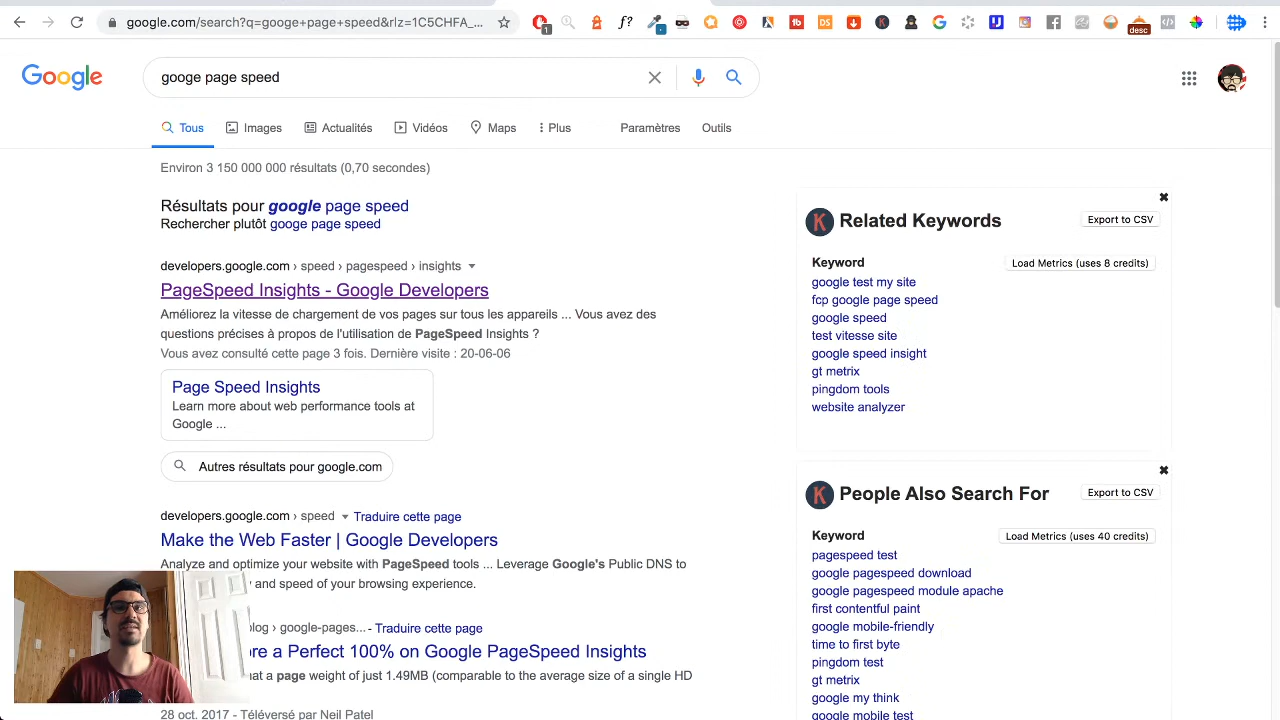 google.com/search?q=googe+page+speed&rlz=1C5CHFA_...
1
desc
Google
googe page speed
Tous
Images
Actualités
Vidéos
Maps
Plus
Paramètres
Outils
Environ 3 150 000 000 résultats (0,70 secondes)
Résultats pour google page speed
Rechercher plutôt googe page speed
developers.google.com › speed › pagespeed › insights
PageSpeed Insights - Google Developers
Améliorez la vitesse de chargement de vos pages sur tous les appareils ... Vous avez des
questions précises à propos de l'utilisation de PageSpeed Insights ?
Vous avez consulté cette page 3 fois. Dernière visite : 20-06-06
Page Speed Insights
Learn more about web performance tools at
Google ...
Autres résultats pour google.com
developers.google.com › speed
Traduire cette page
Make the Web Faster | Google Developers
Analyze and optimize your website with PageSpeed tools ... Leverage Google's Public DNS to
and speed of your browsing experience.
blog › google-pages... - Traduire cette page
re a Perfect 100% on Google PageSpeed Insights
at a page weight of just 1.49MB (comparable to the average size of a single HD
28 oct. 2017 - Téléversé par Neil Patel
K
Related Keywords
Export to CSV
Keyword
Load Metrics (uses 8 credits)
google test my site
fcp google page speed
google speed
test vitesse site
google speed insight
gt metrix
pingdom tools
website analyzer
K
People Also Search For
Export to CSV
Keyword
Load Metrics (uses 40 credits)
pagespeed test
google pagespeed download
google pagespeed module apache
first contentful paint
google mobile-friendly
time to first byte
pingdom test
gt metrix
google my think
google mobile test